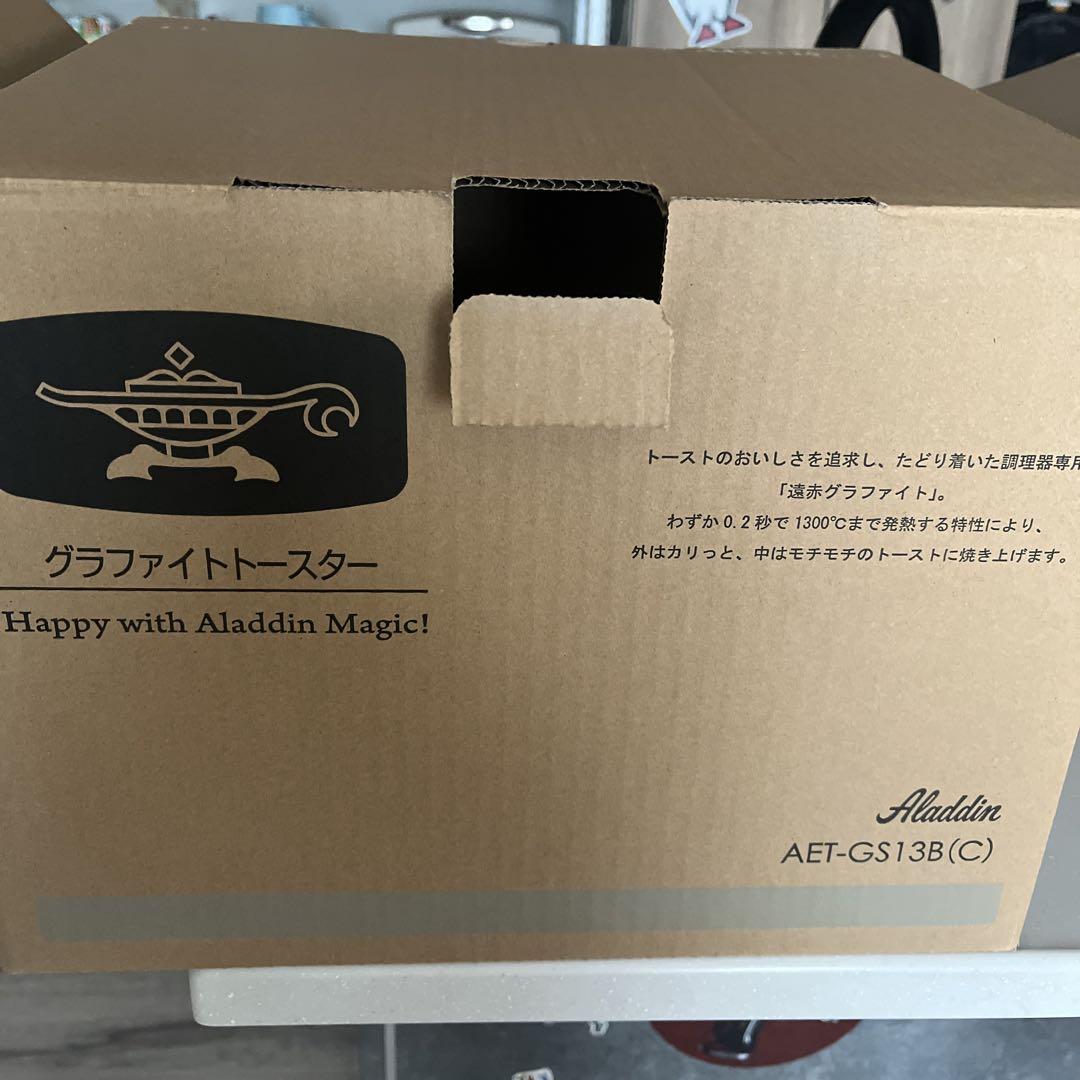 トーストのおいしさを追求し、たどり着いた調理器専用
「遠赤グラファイト」。
わずか0.2秒で1300℃まで発熱する特性により、
外はカリっと、中はモチモチのトーストに焼き上げます。
グラファイトトースター
Happy with Aladdin Magic!
Aladdin
AET-GS13B(C)